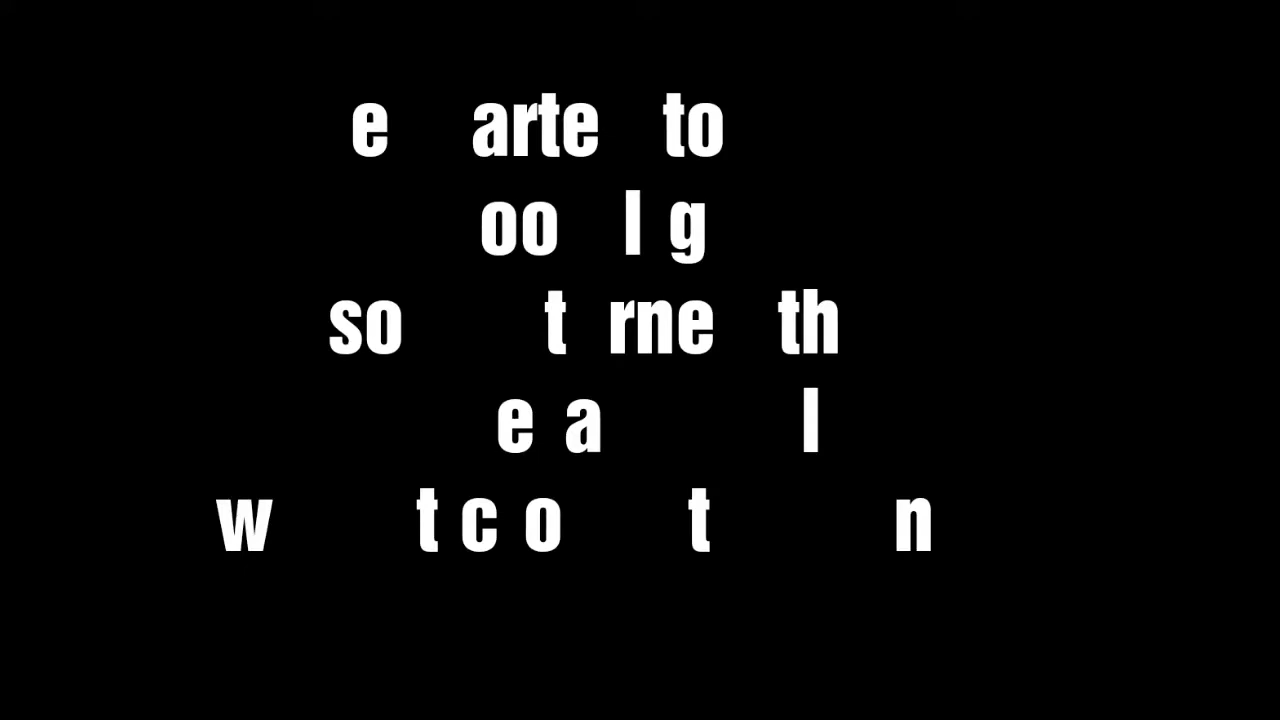 e arte to
oo l g
so t rne th
e a l
w t c o t n